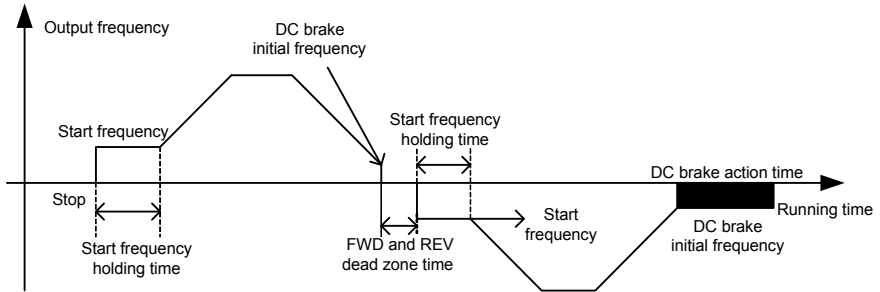 Output frequency
DC brake
initial frequency
Start frequency
Start frequency
holding time
DC brake action time
Stop
Running time
Start frequency
holding time
FWD and REV
dead zone time
Start
frequency
DC brake
initial frequency